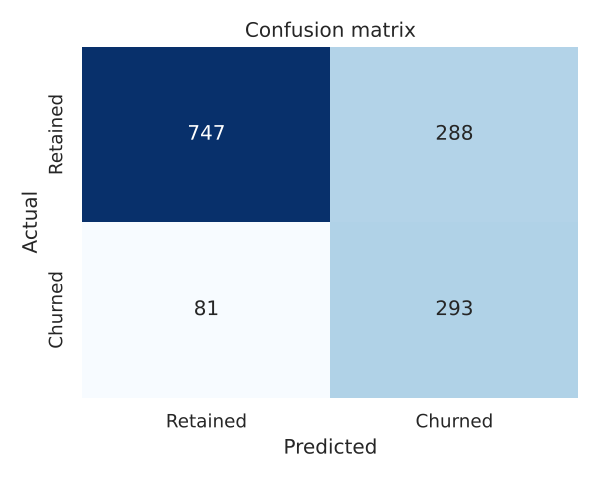 Confusion matrix
Actual
Retained
747
288
Churned
81
293
Retained
Churned
Predicted